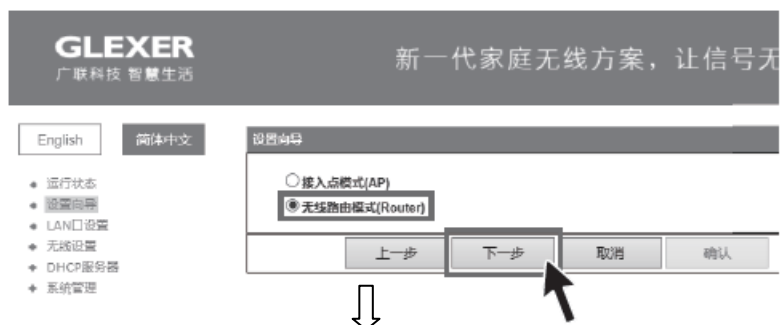 GLEXER
广联科技 智慧生活
新一代家庭无线方案，让信号无
English
简体中文
运行状态
设置向导
LAN口设置
无线设置
DHCP服务器
系统管理
设置向导
接入点模式(AP)
无线路由模式(Router)
上一步 下一步 取消 确认